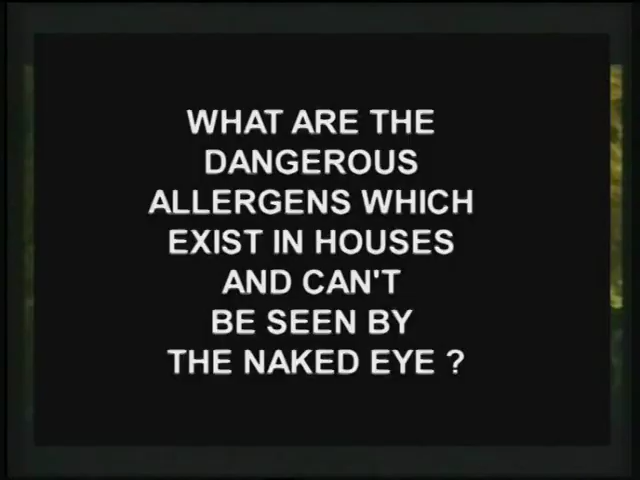 WHAT ARE THE
DANGEROUS
ALLERGENS WHICH
EXIST IN HOUSES
AND CAN'T
BE SEEN BY
THE NAKED EYE ?